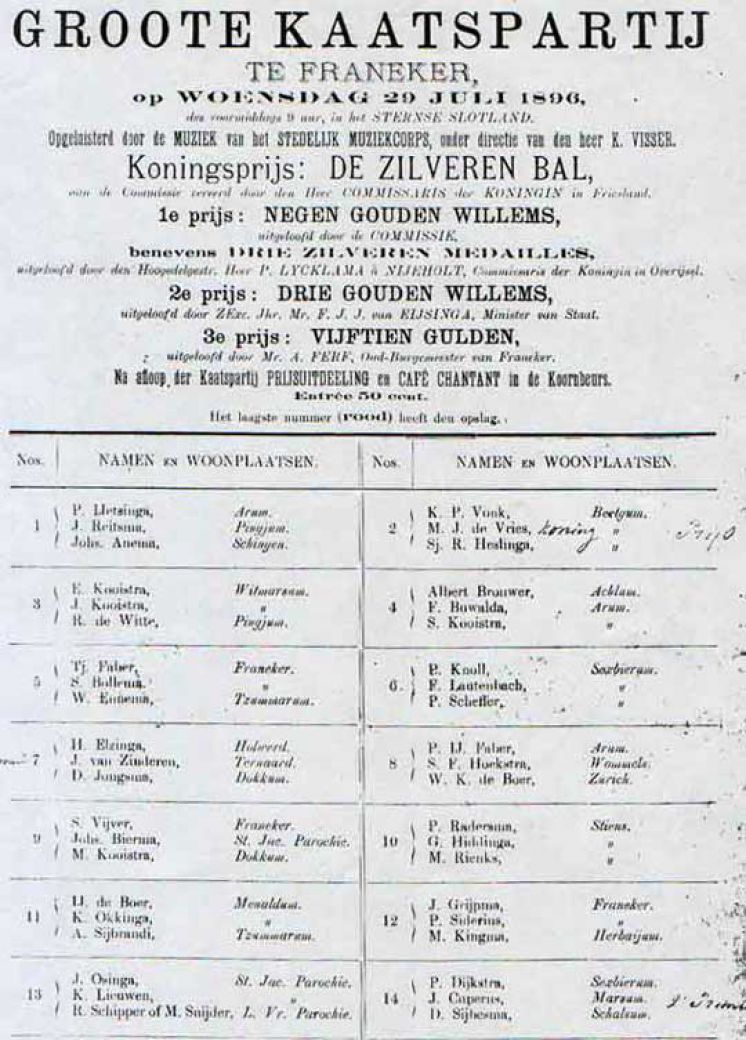 GROOTE KAATSPARTIJ
TE FRANEKER,
op WOENSDAG 29 JULI 1896,
des voormiddags 9 uur, in het STERNSE SLOTLAND.
Opgeluisterd door de MUZIEK van het STEDELIJK MUZIEKCORPS, onder directie van den heer K. VISSER.
Koningsprijs: DE ZILVEREN BAL,
aan de Commissie vereerd door den Heer COMMISSARIS der KONINGIN in Friesland.
1e prijs: NEGEN GOUDEN WILLEMS,
uitgeloofd door de COMMISSIE,
benevens DRIE ZILVEREN MEDAILLES,
uitgeloofd door den Hoogedelgestr. Heer P. LYCKLAMA à NIJEHOLT, Commissaris der Koningin in Overijsel.
2e prijs: DRIE GOUDEN WILLEMS,
uitgeloofd door ZExc. Jhr. Mr. F. J. J. van EIJSINGA, Minister van Staat.
3e prijs: VIJFTIEN GULDEN,
uitgeloofd door Mr. A. FERF, Oud-Burgemeester van Franeker.
Na afloop der Kaatspartij PRIJSUITDEELING en CAFÉ CHANTANT in de Koornbeurs.
Entrée 50 cent.
Het laagste nummer (rood) heeft den opslag.
Nos. NAMEN EN WOONPLAATSEN. Nos. NAMEN EN WOONPLAATSEN.
1 P. IJetsinga, Arum.
J. Reitsma, Pingjum.
Johs. Anema, Schingen.
2 K. P. Vonk, Beetgum.
M. J. de Vries, koning "
Sj. R. Heslinga, "
3 E. Kooistra, Witmarsum.
J. Kooistra, "
R. de Witte, Pingjum.
4 Albert Brouwer, Achlum.
F. Buwalda, Arum.
S. Kooistra, "
5 Tj. Faber, Franeker.
S. Bollema, "
W. Ennema, Tzummarum.
6. P. Knoll, Sexbierum.
F. Lautenbach, "
P. Scheffer, "
7 H. Elzinga, Holwerd.
J. van Zinderen, Ternaard.
D. Jongsma, Dokkum.
8 P. IJ. Faber, Arum.
S. F. Hoekstra, Wommels.
W. K. de Boer, Zurich.
9 S. Vijver, Franeker.
Johs. Bierma, St. Jac. Parochie.
M. Kooistra, Dokkum.
10 P. Radersma, Stiens.
G. Hiddinga, "
M. Rienks, "
11 IJ. de Boer, Menaldum.
K. Okkinga, "
A. Sijbrandi, Tzummarum.
12 J. Grijpma, Franeker.
P. Siderius, "
M. Kingma, Herbaijum.
13 J. Osinga, St. Jac. Parochie.
K. Lieuwen, "
R. Schipper of M. Snijder, L. Vr. Parochie.
14 P. Dijkstra, Sexbierum.
J. Caperus, Marsum.
D. Sijbesma, Schalsum.